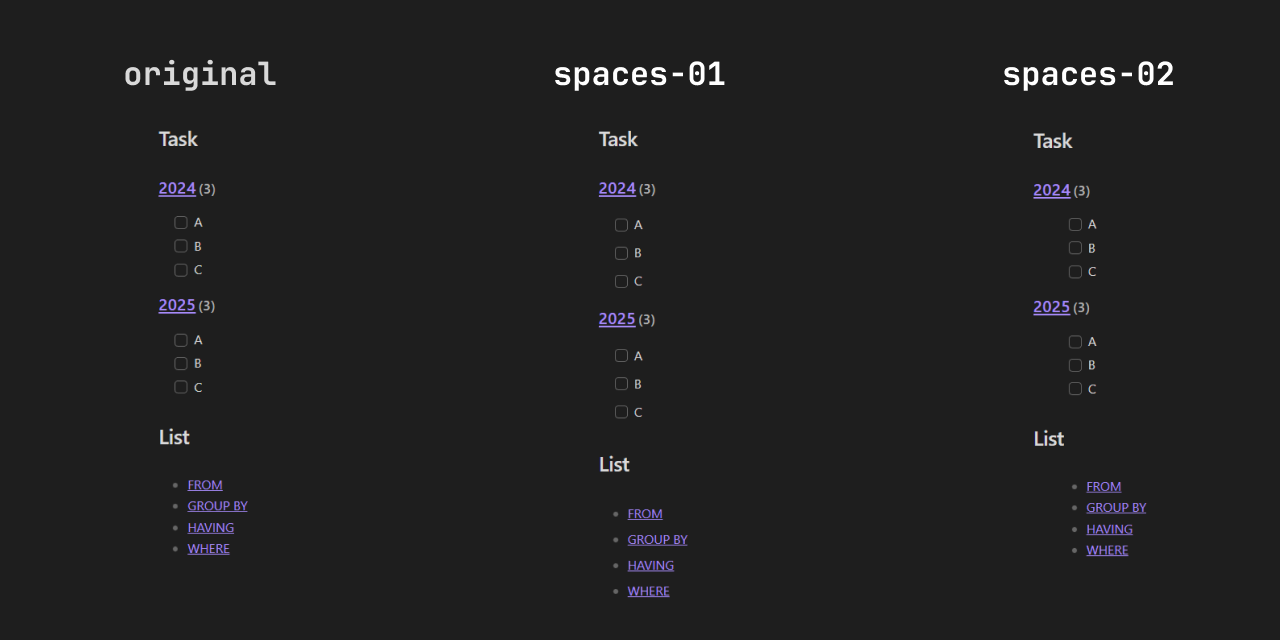 original
Task
2024 (3)
A
B
C
2025 (3)
A
B
C
List
FROM
GROUP BY
HAVING
WHERE
spaces-01
Task
2024 (3)
A
B
C
2025 (3)
A
B
C
List
FROM
GROUP BY
HAVING
WHERE
spaces-02
Task
2024 (3)
A
B
C
2025 (3)
A
B
C
List
FROM
GROUP BY
HAVING
WHERE